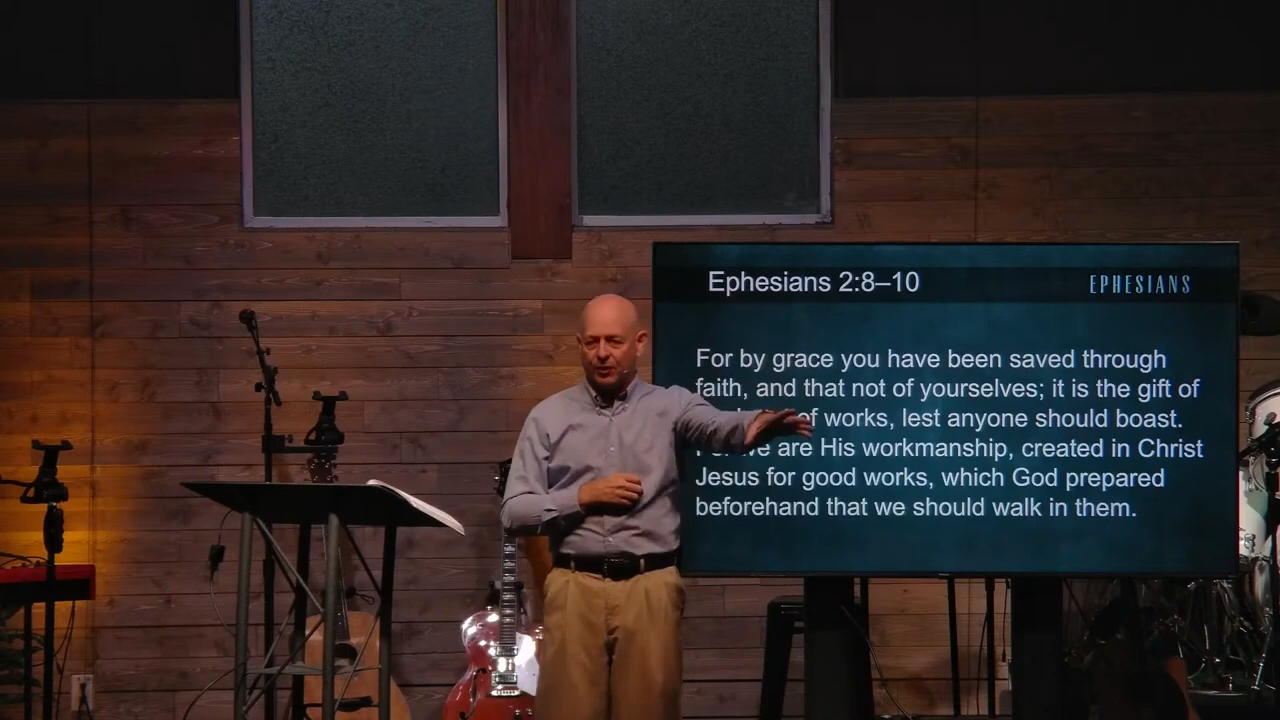 Ephesians 2:8–10
EPHESIANS
For by grace you have been saved through
faith, and that not of yourselves; it is the gift of
of works, lest anyone should boast.
we are His workmanship, created in Christ
Jesus for good works, which God prepared
beforehand that we should walk in them.